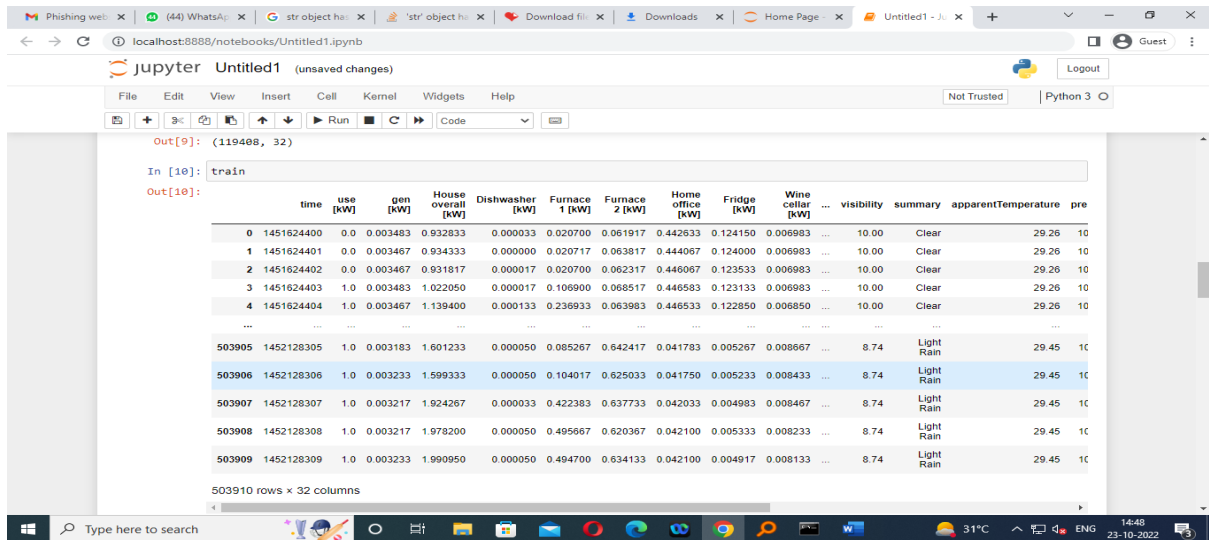 Phishing web (44) WhatsAp G str object has 'str' object ha Download file Downloads Home Page - Untitled1 - Ju
localhost:8888/notebooks/Untitled1.ipynb Guest
jupyter Untitled1 (unsaved changes) Logout
File Edit View Insert Cell Kernel Widgets Help Not Trusted Python 3
Run Code
Out[9]: (119408, 32)
In [10]: train
Out[10]:
time use [kW] gen [kW] House overall [kW] Dishwasher [kW] Furnace 1 [kW] Furnace 2 [kW] Home office [kW] Fridge [kW] Wine cellar [kW] ... visibility summary apparentTemperature pre
0 1451624400 0.0 0.003483 0.932833 0.000033 0.020700 0.061917 0.442633 0.124150 0.006983 ... 10.00 Clear 29.26 10
1 1451624401 0.0 0.003467 0.934333 0.000000 0.020717 0.063817 0.444067 0.124000 0.006983 ... 10.00 Clear 29.26 10
2 1451624402 0.0 0.003467 0.931817 0.000017 0.020700 0.062317 0.446067 0.123533 0.006983 ... 10.00 Clear 29.26 10
3 1451624403 1.0 0.003483 1.022050 0.000017 0.106900 0.068517 0.446583 0.123133 0.006983 ... 10.00 Clear 29.26 10
4 1451624404 1.0 0.003467 1.139400 0.000133 0.236933 0.063983 0.446533 0.122850 0.006850 ... 10.00 Clear 29.26 10
... ... ... ... ... ... ... ... ... ... ... ... ... ... ...
503905 1452128305 1.0 0.003183 1.601233 0.000050 0.085267 0.642417 0.041783 0.005267 0.008667 ... 8.74 Light Rain 29.45 10
503906 1452128306 1.0 0.003233 1.599333 0.000050 0.104017 0.625033 0.041750 0.005233 0.008433 ... 8.74 Light Rain 29.45 10
503907 1452128307 1.0 0.003217 1.924267 0.000033 0.422383 0.637733 0.042033 0.004983 0.008467 ... 8.74 Light Rain 29.45 10
503908 1452128308 1.0 0.003217 1.978200 0.000050 0.495667 0.620367 0.042100 0.005333 0.008233 ... 8.74 Light Rain 29.45 10
503909 1452128309 1.0 0.003233 1.990950 0.000050 0.494700 0.634133 0.042100 0.004917 0.008133 ... 8.74 Light Rain 29.45 10
503910 rows × 32 columns
Type here to search 31°C ENG 14:48
23-10-2022